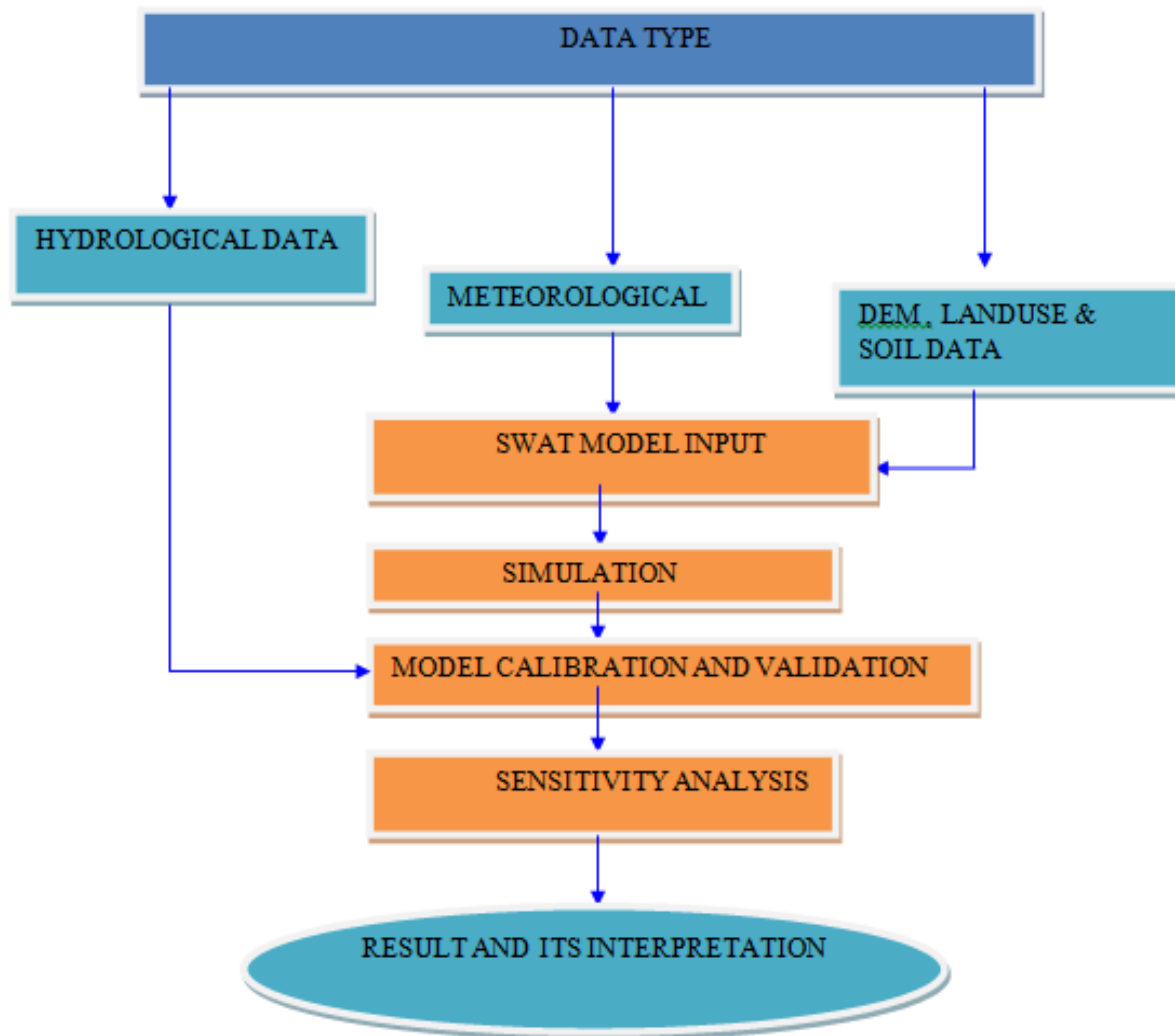 DATA TYPE
HYDROLOGICAL DATA
METEOROLOGICAL
DEM , LANDUSE &
SOIL DATA
SWAT MODEL INPUT
SIMULATION
MODEL CALIBRATION AND VALIDATION
SENSITIVITY ANALYSIS
RESULT AND ITS INTERPRETATION